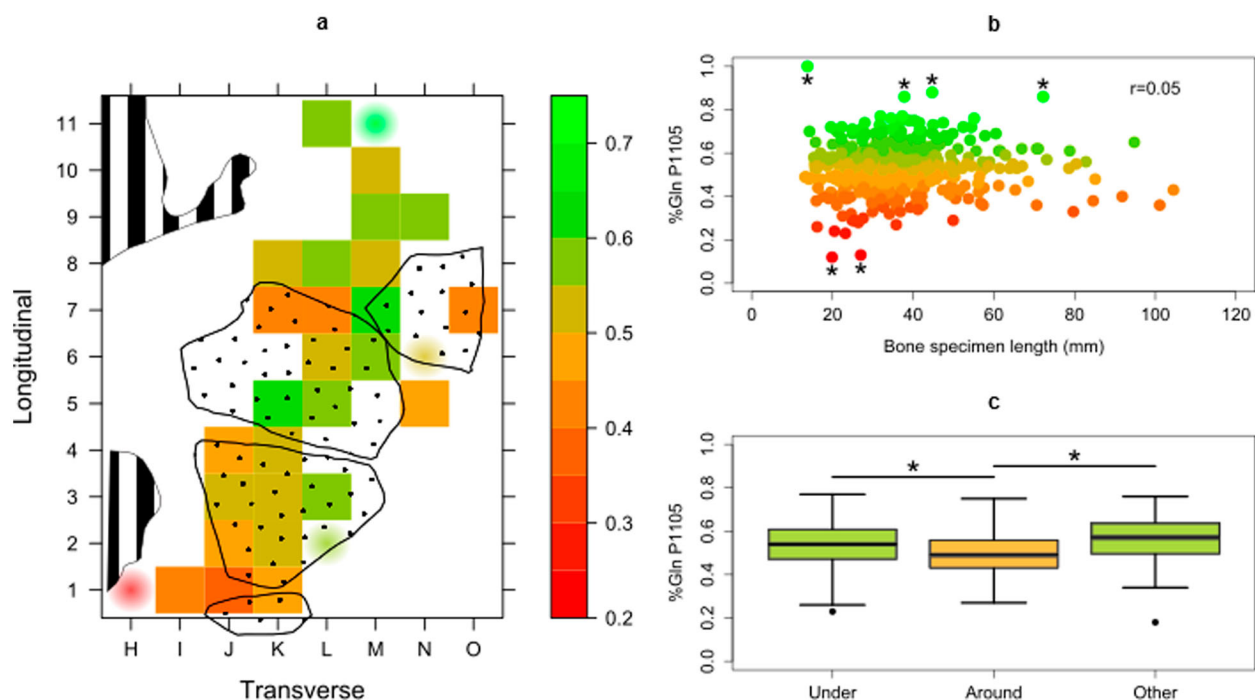 a
Longitudinal
11
10
9
8
7
6
5
4
3
2
1
H I J K L M N O
Transverse
0.7
0.6
0.5
0.4
0.3
0.2
b
%Gln P1105
1.0
0.8
0.6
0.4
0.2
0.0
* * * *
r=0.05
* *
0 20 40 60 80 100 120
Bone specimen length (mm)
c
%Gln P1105
1.0
0.8
0.6
0.4
0.2
0.0
* *
Under Around Other